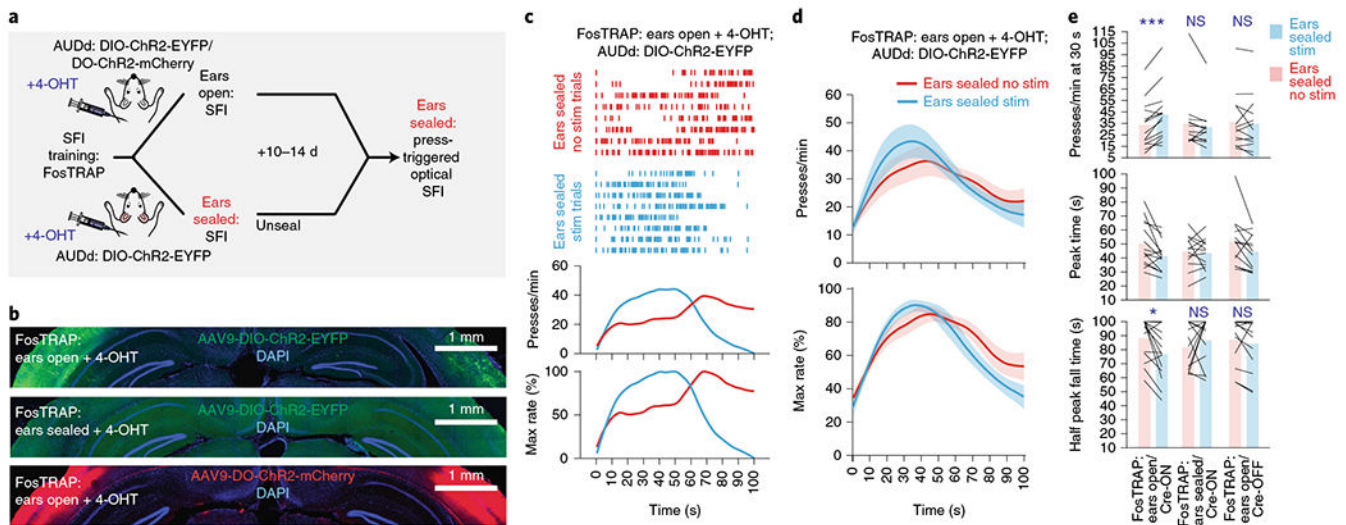 a
AUDd: DIO-ChR2-EYFP/
DO-ChR2-mCherry
+4-OHT
Ears
open:
SFI
SFI
training:
FosTRAP
+10–14 d
Ears
sealed:
press-
triggered
optical
SFI
Ears
sealed:
SFI
Unseal
+4-OHT
AUDd: DIO-ChR2-EYFP
b
FosTRAP:
ears open + 4-OHT
AAV9-DIO-ChR2-EYFP
DAPI
1 mm
FosTRAP:
ears sealed + 4-OHT
AAV9-DIO-ChR2-EYFP
DAPI
1 mm
FosTRAP:
ears open + 4-OHT
AAV9-DO-ChR2-mCherry
DAPI
1 mm
c
FosTRAP: ears open + 4-OHT;
AUDd: DIO-ChR2-EYFP
Ears sealed
no stim trials
Ears sealed
stim trials
Presses/min
60
40
20
0
Max rate (%)
100
50
0
0 10 20 30 40 50 60 70 80 90 100
Time (s)
d
FosTRAP: ears open + 4-OHT;
AUDd: DIO-ChR2-EYFP
Ears sealed no stim
Ears sealed stim
Presses/min
60
50
40
30
20
10
0
Max rate (%)
100
80
60
40
20
0
0 10 20 30 40 50 60 70 80 90 100
Time (s)
e
*** NS NS
Ears
sealed
stim
Ears
sealed
no stim
Presses/min at 30 s
115
105
95
85
75
65
55
45
35
25
15
5
Peak time (s)
100
90
80
70
60
50
40
30
20
10
* NS NS
Half peak fall time (s)
100
90
80
70
60
50
40
30
20
10
FosTRAP:
ears open/
Cre-ON
FosTRAP:
ears sealed/
Cre-ON
FosTRAP:
ears open/
Cre-OFF